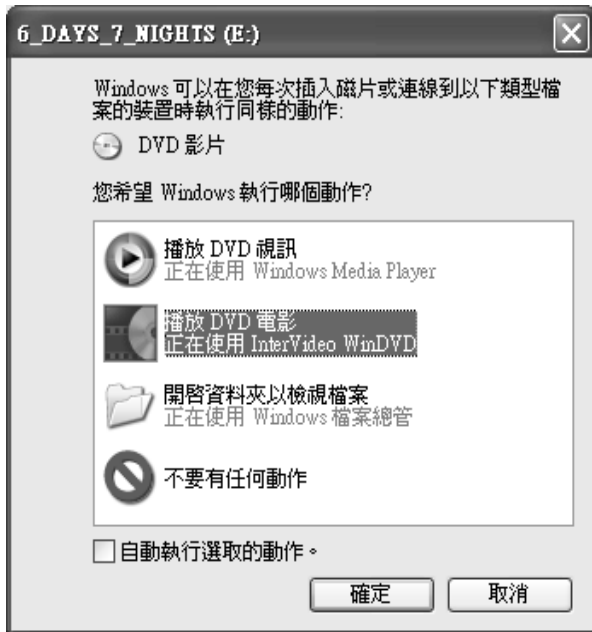 6_DAYS_7_NIGHTS (E:)
Windows 可以在您每次插入磁片或連線到以下類型檔
案的裝置時執行同樣的動作:
DVD 影片
您希望 Windows 執行哪個動作?
播放 DVD 視訊
正在使用 Windows Media Player
播放 DVD 電影
正在使用 InterVideo WinDVD
開啓資料夾以檢視檔案
正在使用 Windows 檔案總管
不要有任何動作
自動執行選取的動作。
確定
取消